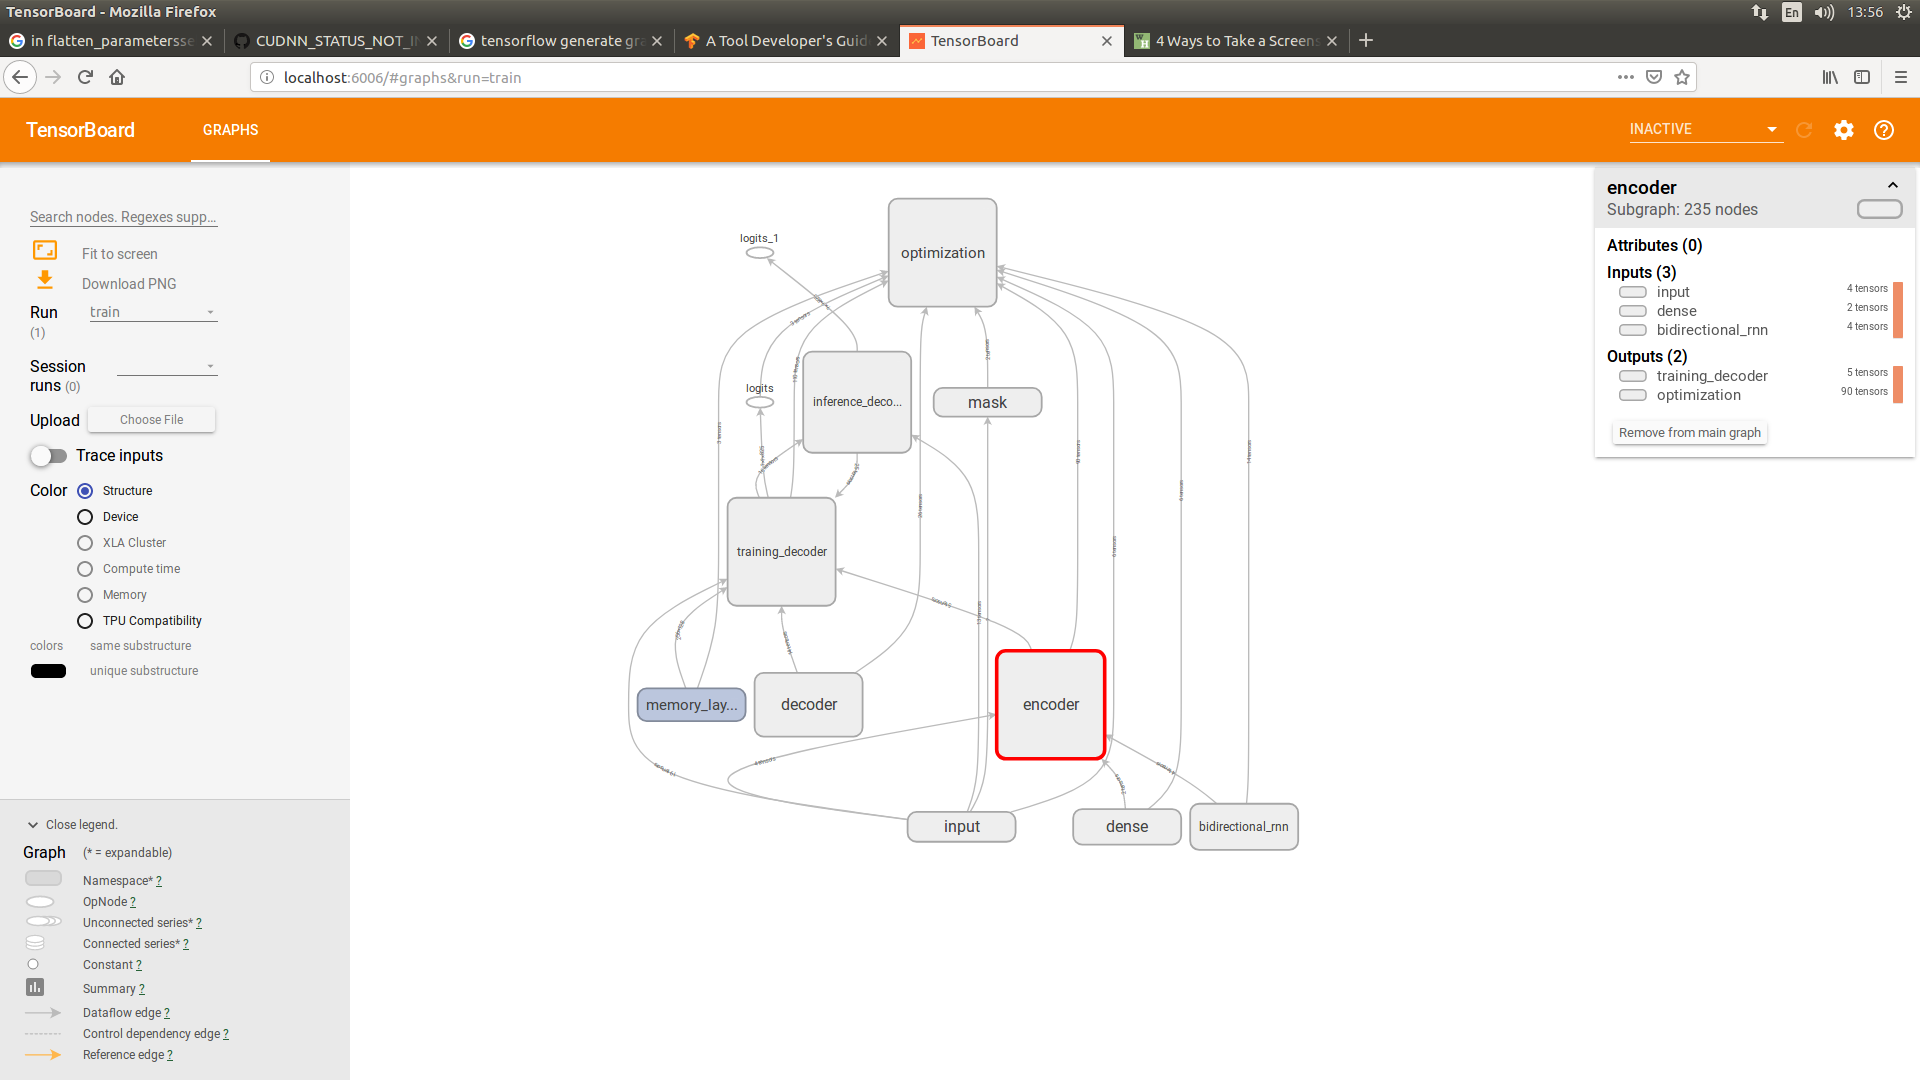 TensorBoard - Mozilla Firefox
En 13:56
in flatten_parametersse
CUDNN_STATUS_NOT_I
tensorflow generate gra
A Tool Developer's Guid
TensorBoard
4 Ways to Take a Screens
localhost:6006/#graphs&run=train
TensorBoard GRAPHS INACTIVE
Search nodes. Regexes supp...
Fit to screen
Download PNG
Run train
(1)
Session
runs (0)
Upload Choose File
Trace inputs
Color Structure
Device
XLA Cluster
Compute time
Memory
TPU Compatibility
colors same substructure
unique substructure
Close legend.
Graph (* = expandable)
Namespace* ?
OpNode ?
Unconnected series* ?
Connected series* ?
Constant ?
Summary ?
Dataflow edge ?
Control dependency edge ?
Reference edge ?
logits_1
optimization
logits
inference_deco...
mask
training_decoder
memory_lay...
decoder
encoder
input
dense
bidirectional_rnn
encoder
Subgraph: 235 nodes
Attributes (0)
Inputs (3)
input 4 tensors
dense 2 tensors
bidirectional_rnn 4 tensors
Outputs (2)
training_decoder 5 tensors
optimization 90 tensors
Remove from main graph